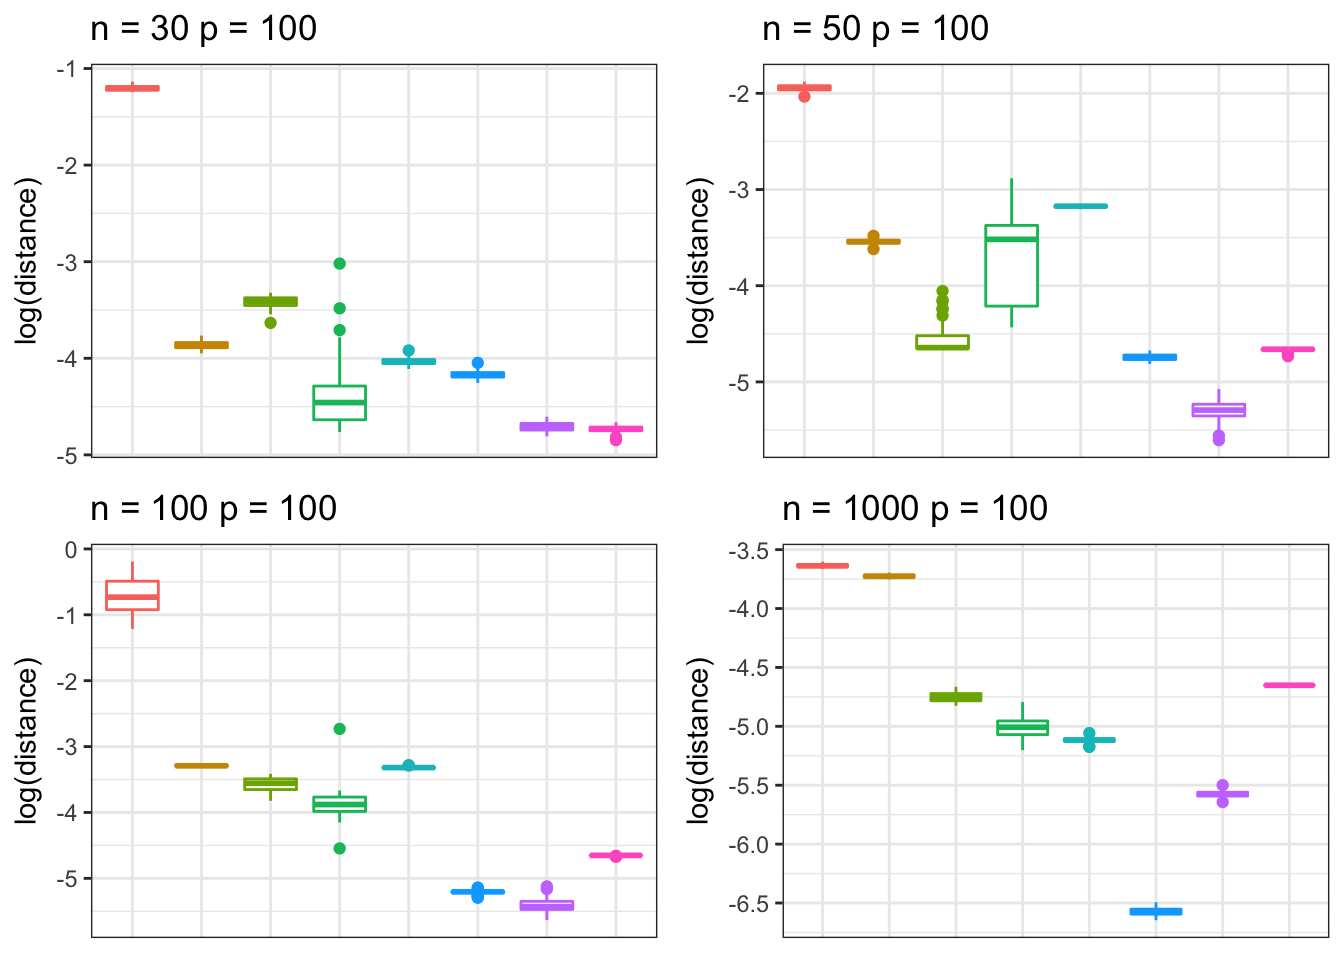 n = 30 p = 100
-1
-2
-3
-4
-5
log(distance)
n = 50 p = 100
-2
-3
-4
-5
log(distance)
n = 100 p = 100
0
-1
-2
-3
-4
-5
log(distance)
n = 1000 p = 100
-3.5
-4.0
-4.5
-5.0
-5.5
-6.0
-6.5
log(distance)